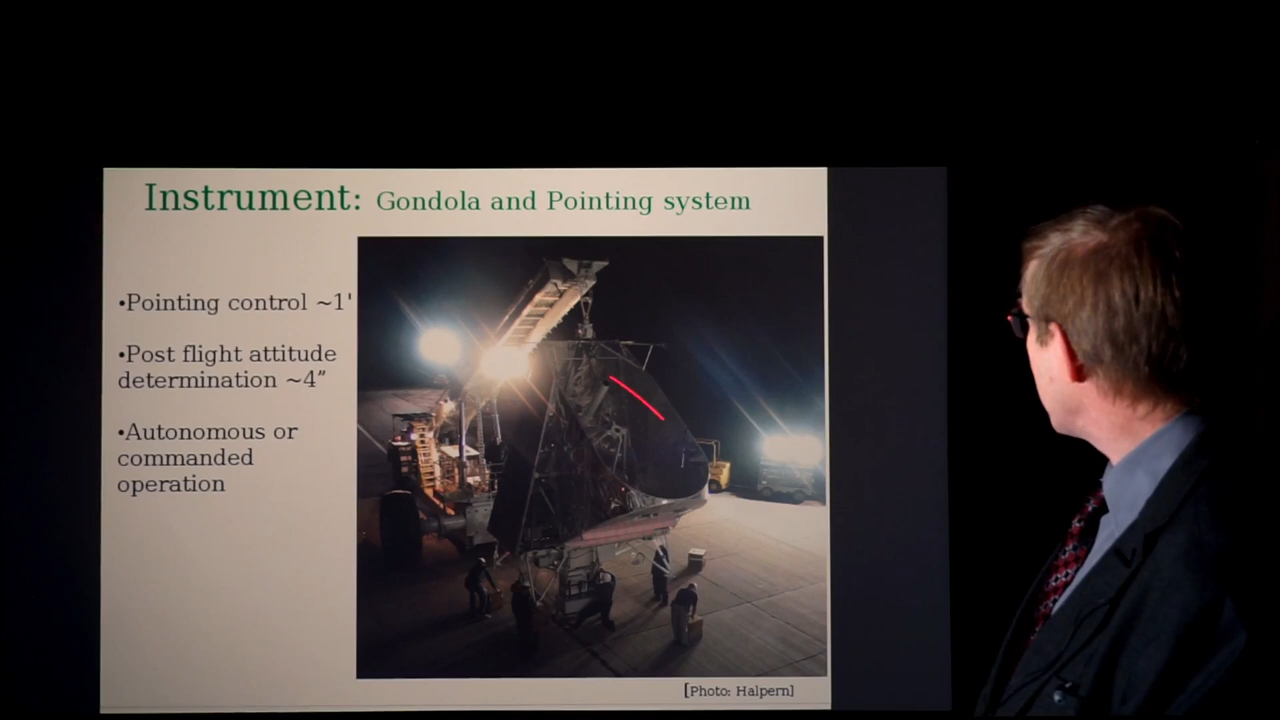 Instrument: Gondola and Pointing system
•Pointing control ~1'
•Post flight attitude
determination ~4”
•Autonomous or
commanded
operation
[Photo: Halpern]